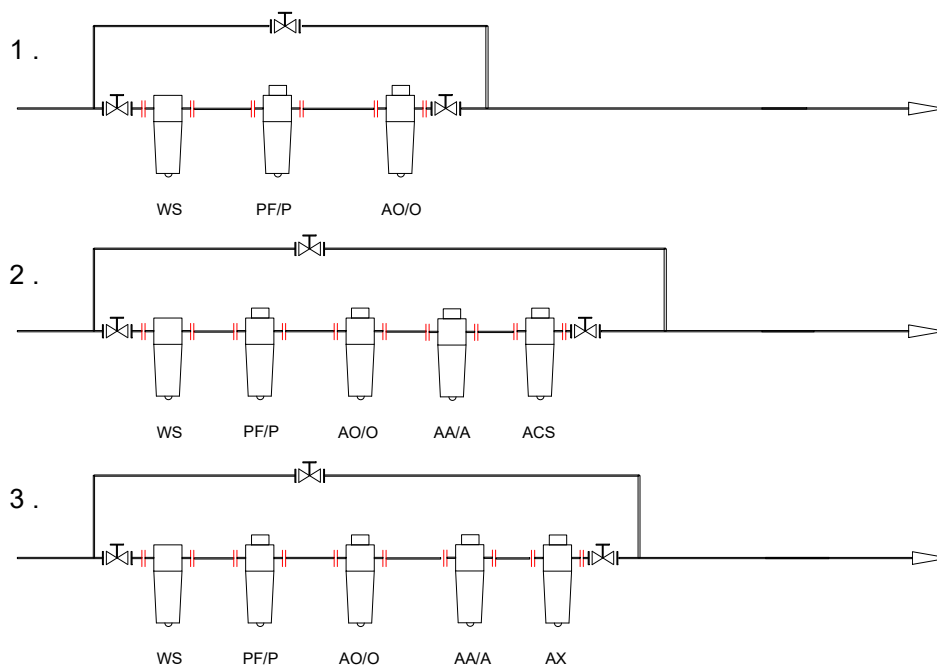 1 .
WS PF/P AO/O
2 .
WS PF/P AO/O AA/A ACS
3 .
WS PF/P AO/O AA/A AX